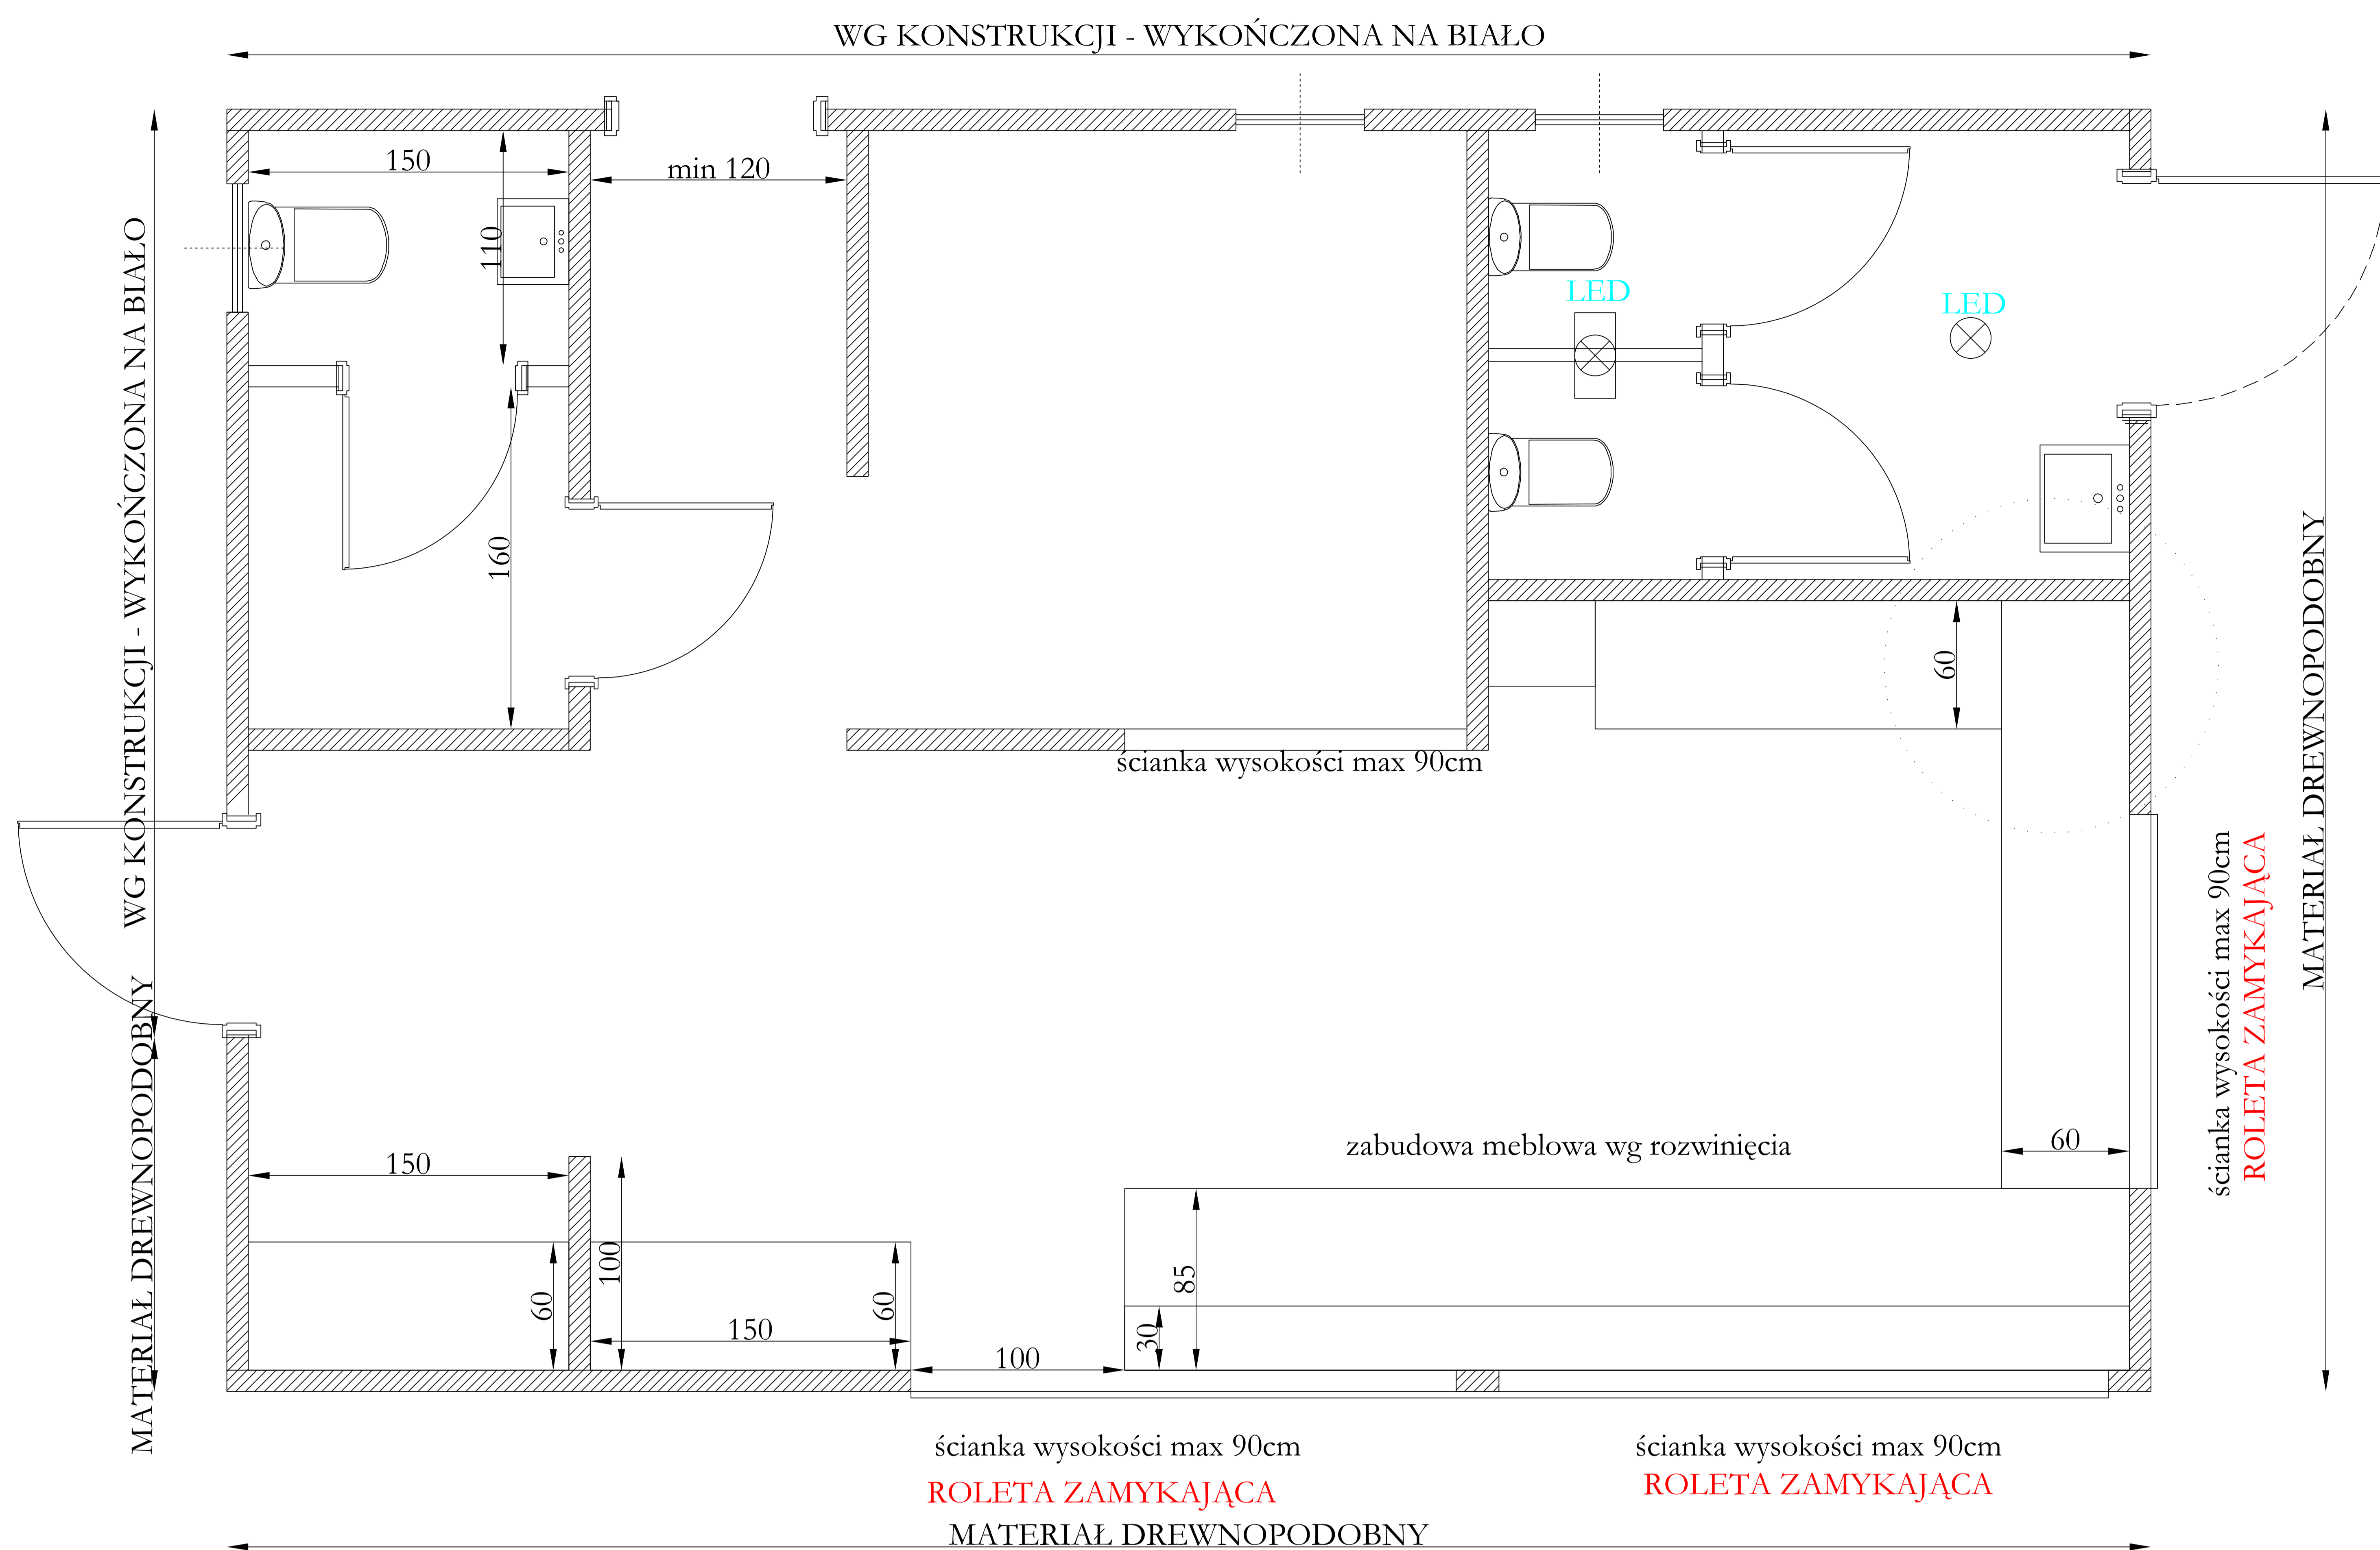 WG KONSTRUKCJI - WYKOŃCZONA NA BIAŁO
150
min 120
110
LED
LED
WG KONSTRUKCJI - WYKOŃCZONA NA BIAŁO
160
60
MATERIAŁ DREWNOPODOBNY
ścianka wysokości max 90cm
ścianka wysokości max 90cm
ROLETA ZAMYKAJĄCA
MATERIAŁ DREWNOPODOBNY
zabudowa meblowa wg rozwinięcia
60
150
100
60
60
85
150
30
100
ścianka wysokości max 90cm
ROLETA ZAMYKAJĄCA
ścianka wysokości max 90cm
ROLETA ZAMYKAJĄCA
MATERIAŁ DREWNOPODOBNY